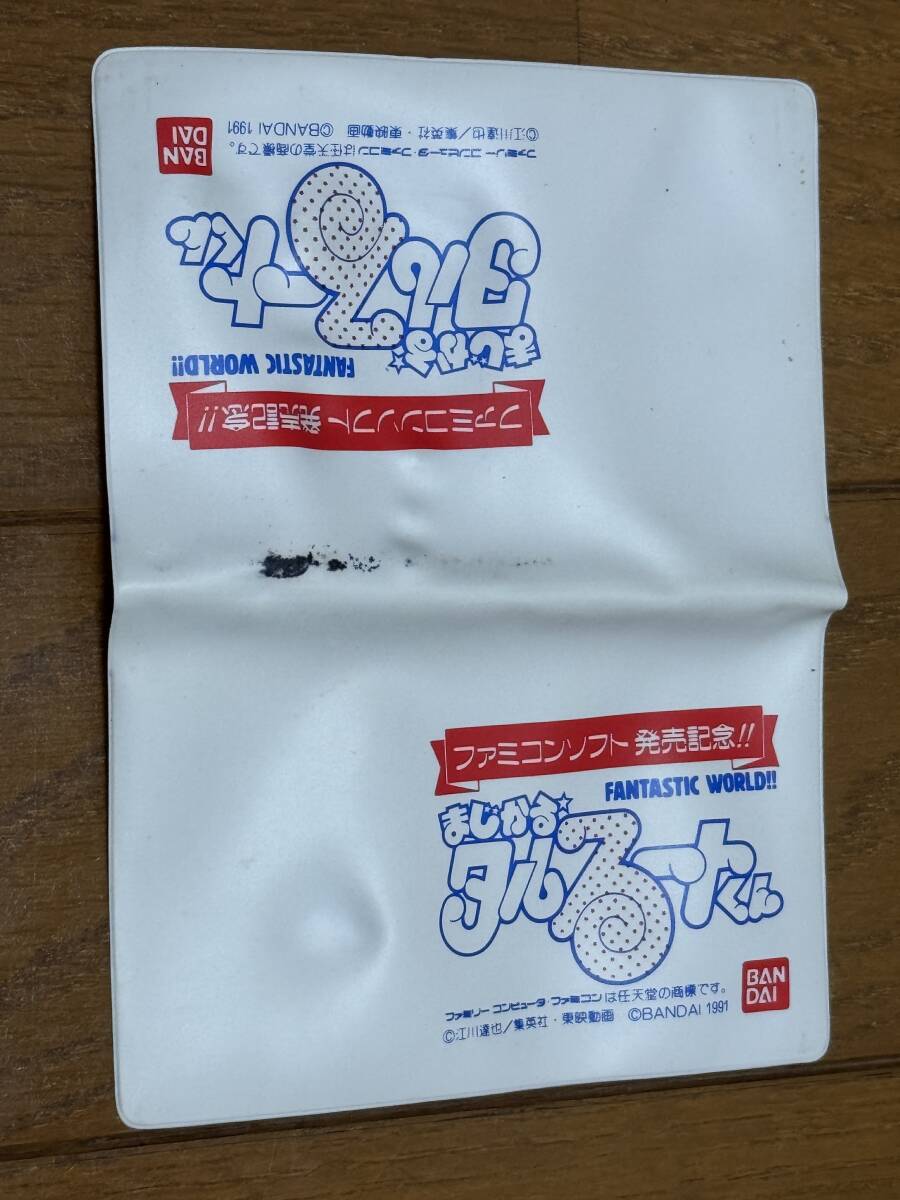 ファミコンソフト 発売記念!!
FANTASTIC WORLD!!
まじかる☆
タルるートくん
ファミリー コンピュータ・ファミコンは任天堂の商標です。
©江川達也/集英社・東映動画 ©BANDAI 1991
BAN
DAI
ファミコンソフト 発売記念!!
FANTASTIC WORLD!!
まじかる☆
タルるートくん
ファミリー コンピュータ・ファミコンは任天堂の商標です。
©江川達也/集英社・東映動画 ©BANDAI 1991
BAN
DAI